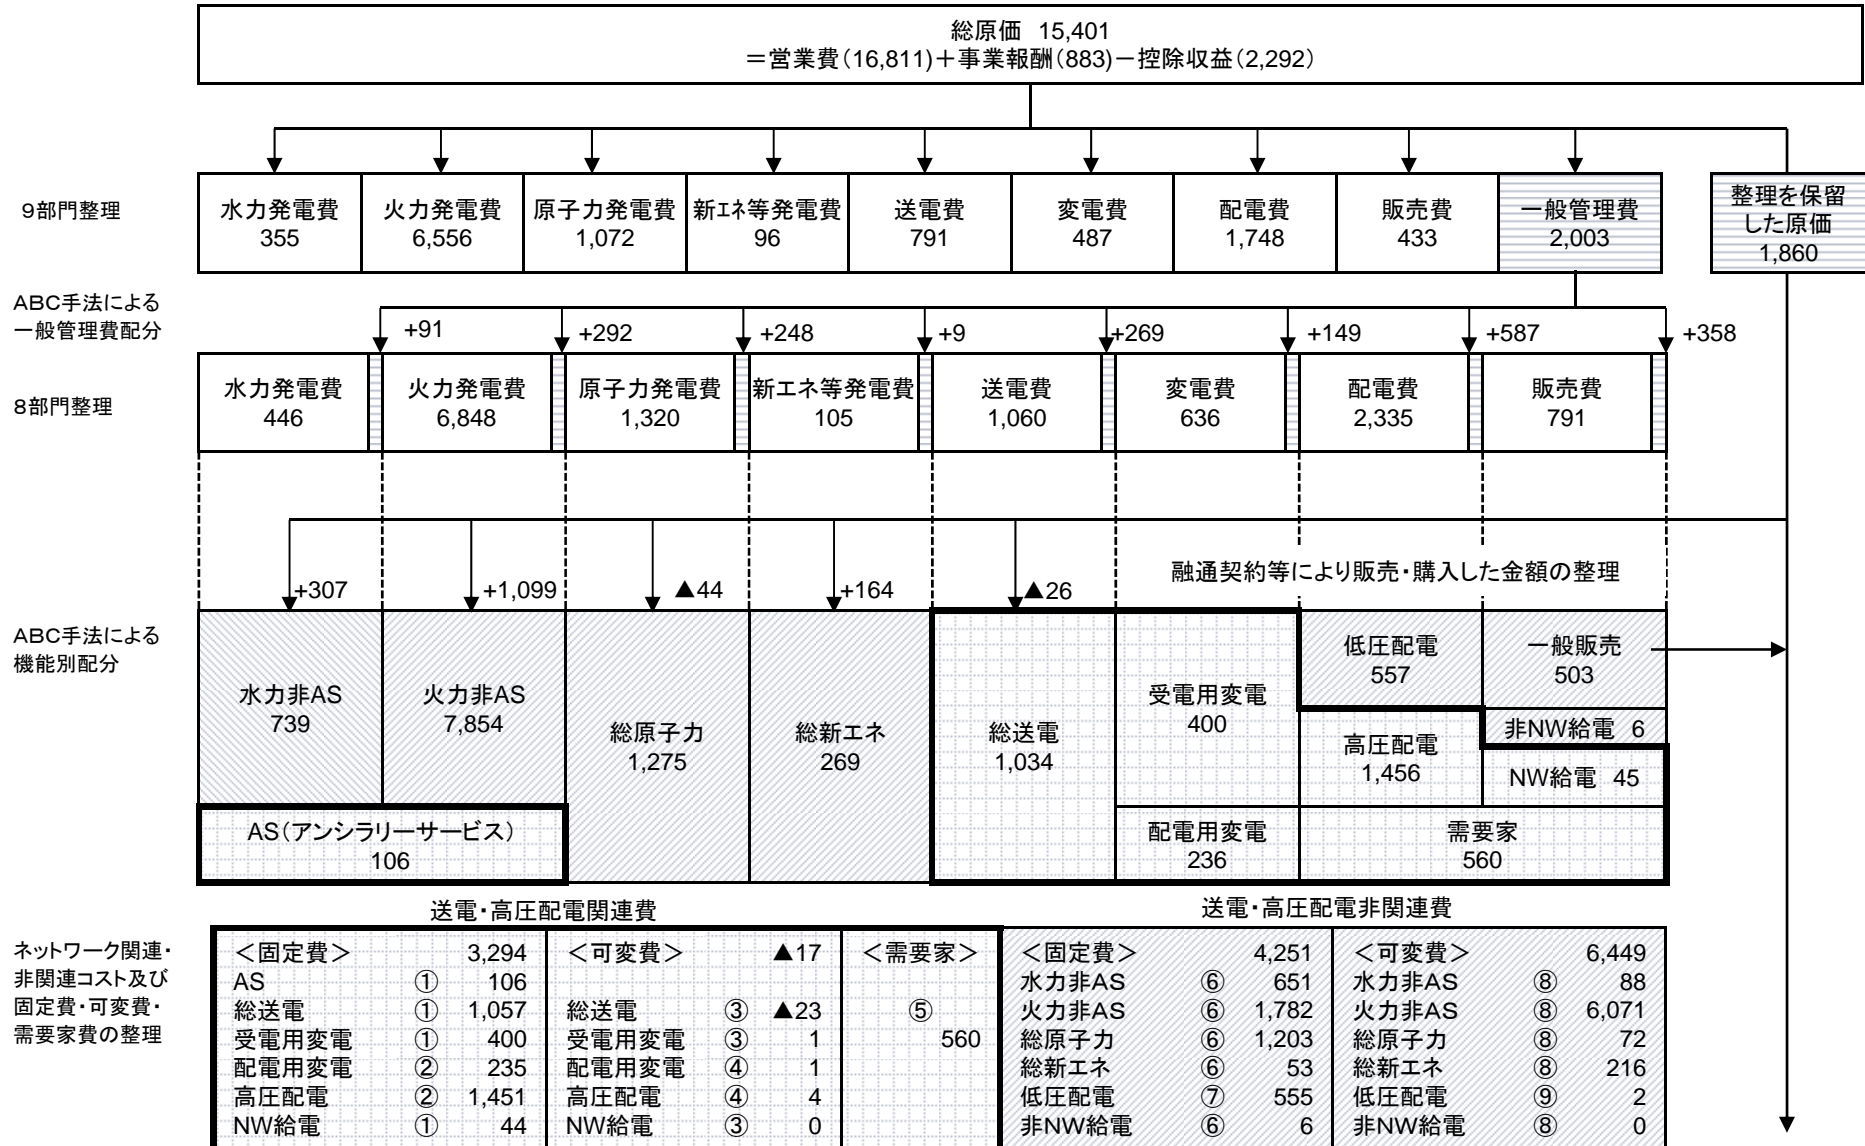 総原価 15,401
＝営業費(16,811)＋事業報酬(883)－控除収益(2,292)
9部門整理
水力発電費
355
火力発電費
6,556
原子力発電費
1,072
新エネ等発電費
96
送電費
791
変電費
487
配電費
1,748
販売費
433
一般管理費
2,003
整理を保留
した原価
1,860
ABC手法による
一般管理費配分
+91
+292
+248
+9
+269
+149
+587
+358
8部門整理
水力発電費
446
火力発電費
6,848
原子力発電費
1,320
新エネ等発電費
105
送電費
1,060
変電費
636
配電費
2,335
販売費
791
融通契約等により販売・購入した金額の整理
+307
+1,099
▲44
+164
▲26
ABC手法による
機能別配分
水力非AS
739
火力非AS
7,854
AS(アンシラリーサービス)
106
総原子力
1,275
総新エネ
269
総送電
1,034
受電用変電
400
配電用変電
236
低圧配電
557
高圧配電
1,456
一般販売
503
非NW給電 6
NW給電 45
需要家
560
送電・高圧配電関連費
送電・高圧配電非関連費
ネットワーク関連・
非関連コスト及び
固定費・可変費・
需要家費の整理
＜固定費＞ 3,294
AS ① 106
総送電 ① 1,057
受電用変電 ① 400
配電用変電 ② 235
高圧配電 ② 1,451
NW給電 ① 44
＜可変費＞ ▲17
総送電 ③ ▲23
受電用変電 ③ 1
配電用変電 ④ 1
高圧配電 ④ 4
NW給電 ③ 0
＜需要家＞
⑤
560
＜固定費＞ 4,251
水力非AS ⑥ 651
火力非AS ⑥ 1,782
総原子力 ⑥ 1,203
総新エネ ⑥ 53
低圧配電 ⑦ 555
非NW給電 ⑥ 6
＜可変費＞ 6,449
水力非AS ⑧ 88
火力非AS ⑧ 6,071
総原子力 ⑧ 72
総新エネ ⑧ 216
低圧配電 ⑨ 2
非NW給電 ⑧ 0